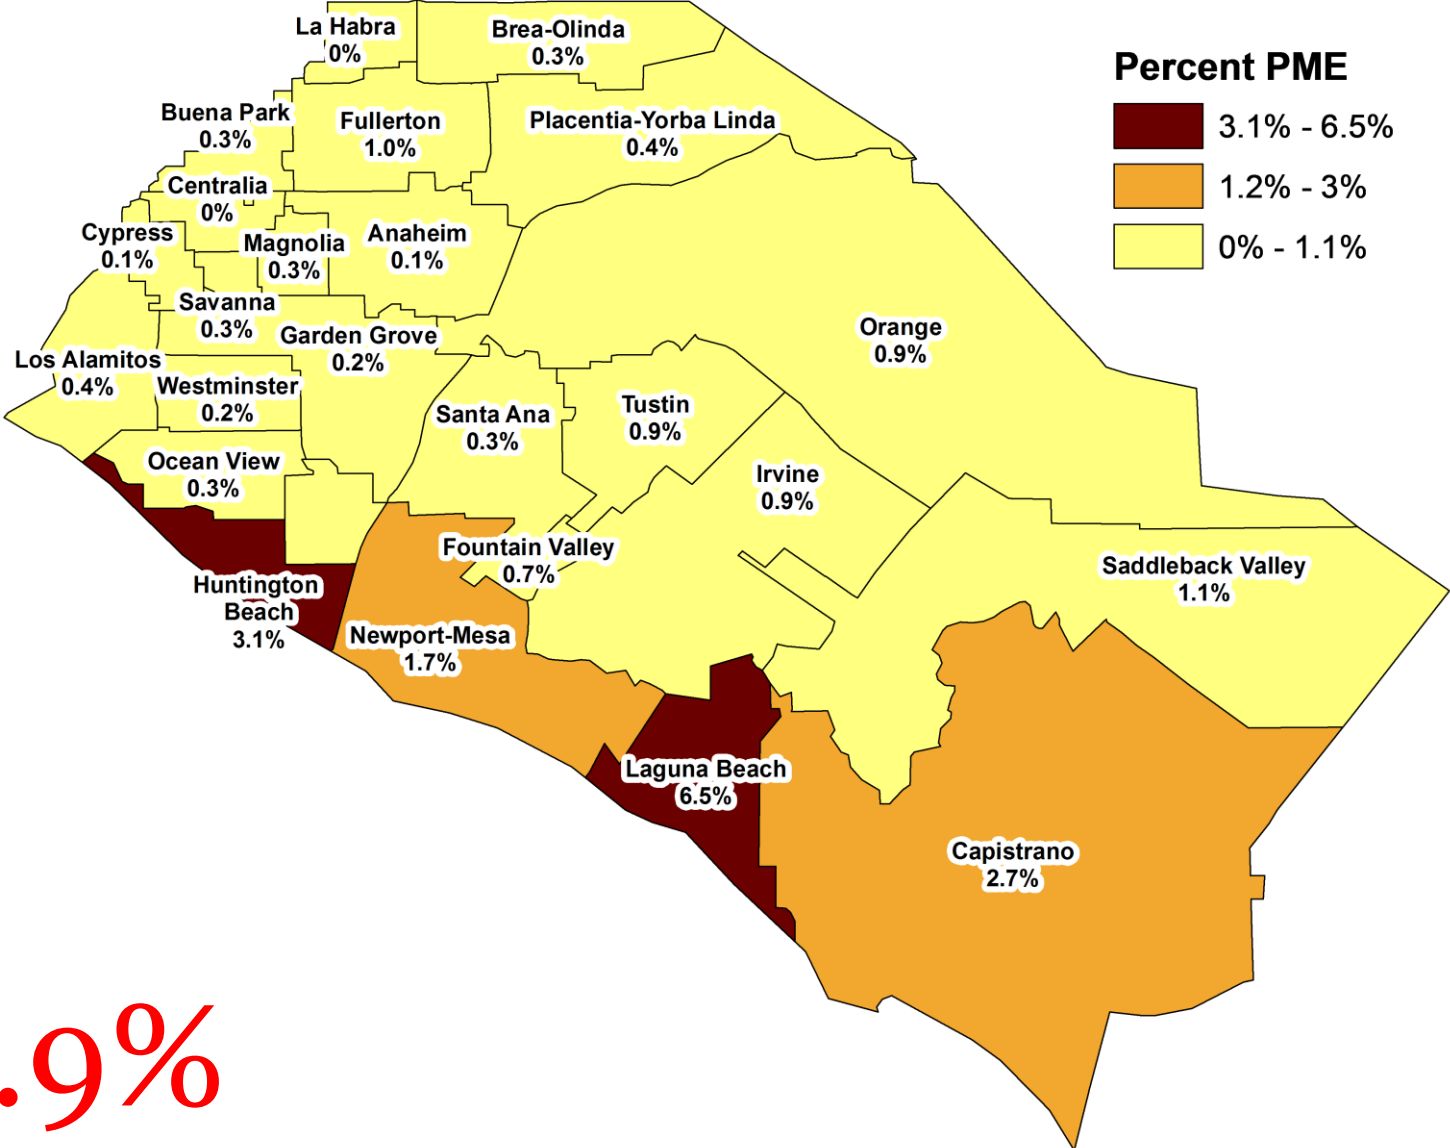 La Habra
0%
Brea-Olinda
0.3%
Percent PME
3.1% - 6.5%
1.2% - 3%
0% - 1.1%
Buena Park
0.3%
Fullerton
1.0%
Placentia-Yorba Linda
0.4%
Centralia
0%
Cypress
0.1%
Magnolia
0.3%
Anaheim
0.1%
Savanna
0.3%
Garden Grove
0.2%
Orange
0.9%
Los Alamitos
0.4%
Westminster
0.2%
Santa Ana
0.3%
Tustin
0.9%
Ocean View
0.3%
Irvine
0.9%
Fountain Valley
0.7%
Saddleback Valley
1.1%
Huntington
Beach
3.1%
Newport-Mesa
1.7%
Laguna Beach
6.5%
Capistrano
2.7%
.9%